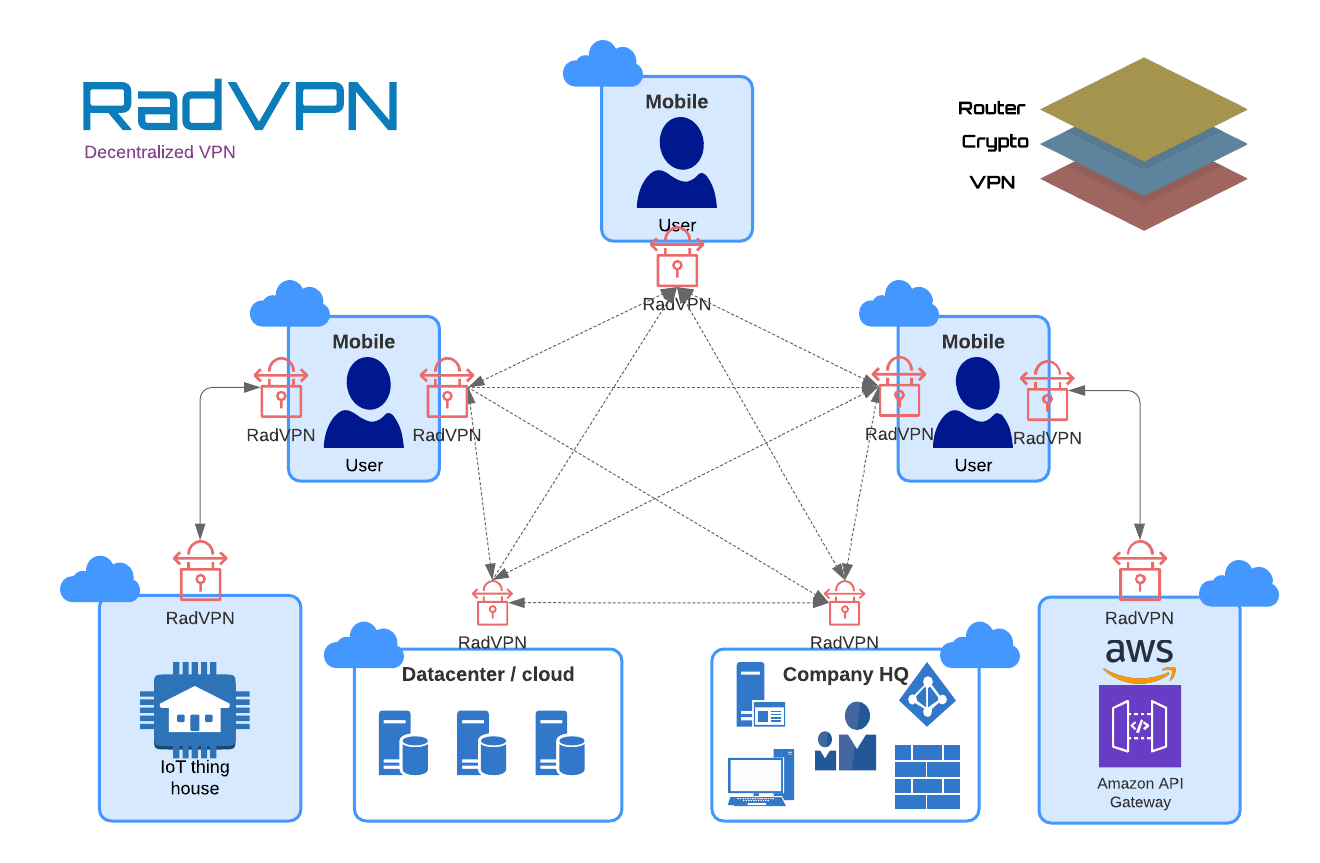 RadVPN
Decentralized VPN
Router
Crypto
VPN
Mobile
User
RadVPN
Mobile
User
RadVPN
RadVPN
Mobile
User
RadVPN
RadVPN
RadVPN
IoT thing
house
RadVPN
Datacenter / cloud
RadVPN
Company HQ
RadVPN
aws
Amazon API
Gateway